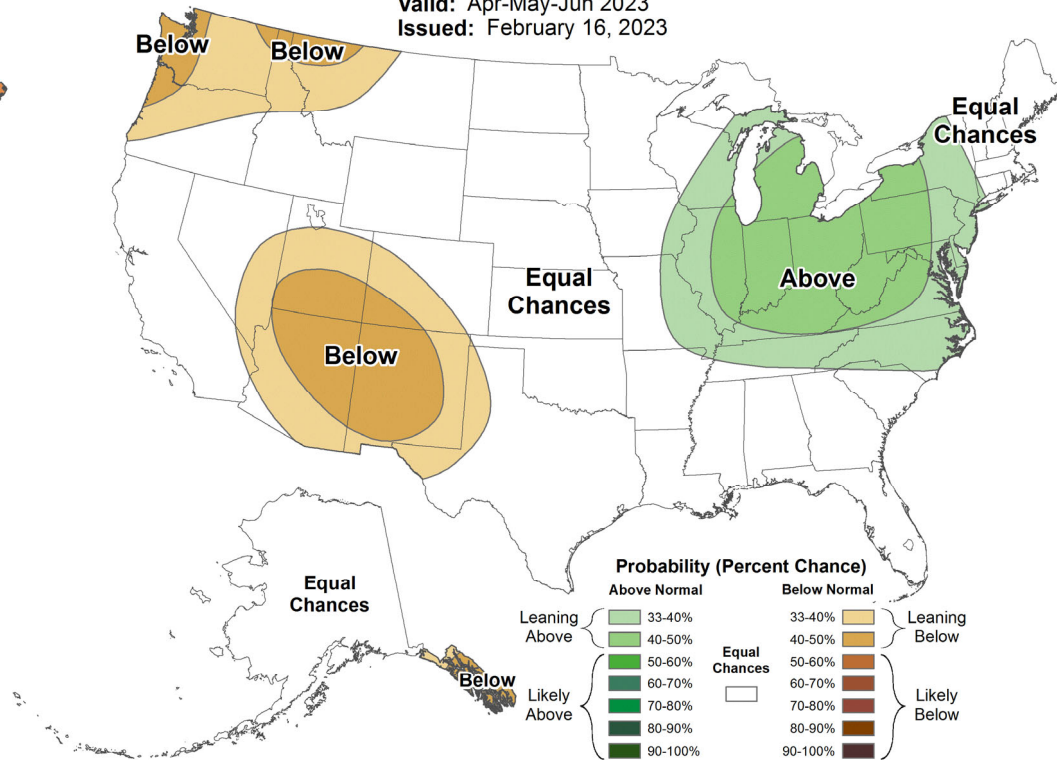 Valid: Apr-May-Jun 2023
Issued: February 16, 2023
Below
Below
Equal
Chances
Above
Equal
Chances
Below
Equal
Chances
Below
Probability (Percent Chance)
Above Normal
Below Normal
Leaning
Above
33-40%
40-50%
50-60%
60-70%
70-80%
80-90%
90-100%
Likely
Above
Equal
Chances
33-40%
40-50%
50-60%
60-70%
70-80%
80-90%
90-100%
Leaning
Below
Likely
Below